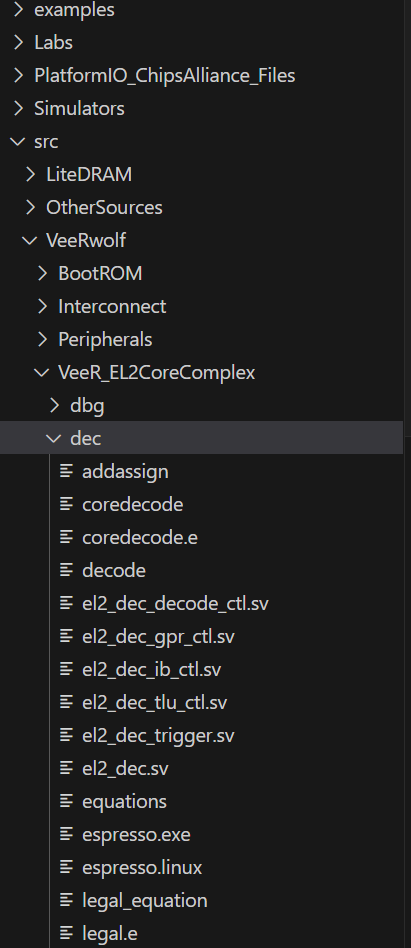 examples
Labs
PlatformIO_ChipsAlliance_Files
Simulators
src
LiteDRAM
OtherSources
VeeRwolf
BootROM
Interconnect
Peripherals
VeeR_EL2CoreComplex
dbg
dec
addassign
coredecode
coredecode.e
decode
el2_dec_decode_ctl.sv
el2_dec_gpr_ctl.sv
el2_dec_ib_ctl.sv
el2_dec_tlu_ctl.sv
el2_dec_trigger.sv
el2_dec.sv
equations
espresso.exe
espresso.linux
legal_equation
legal.e